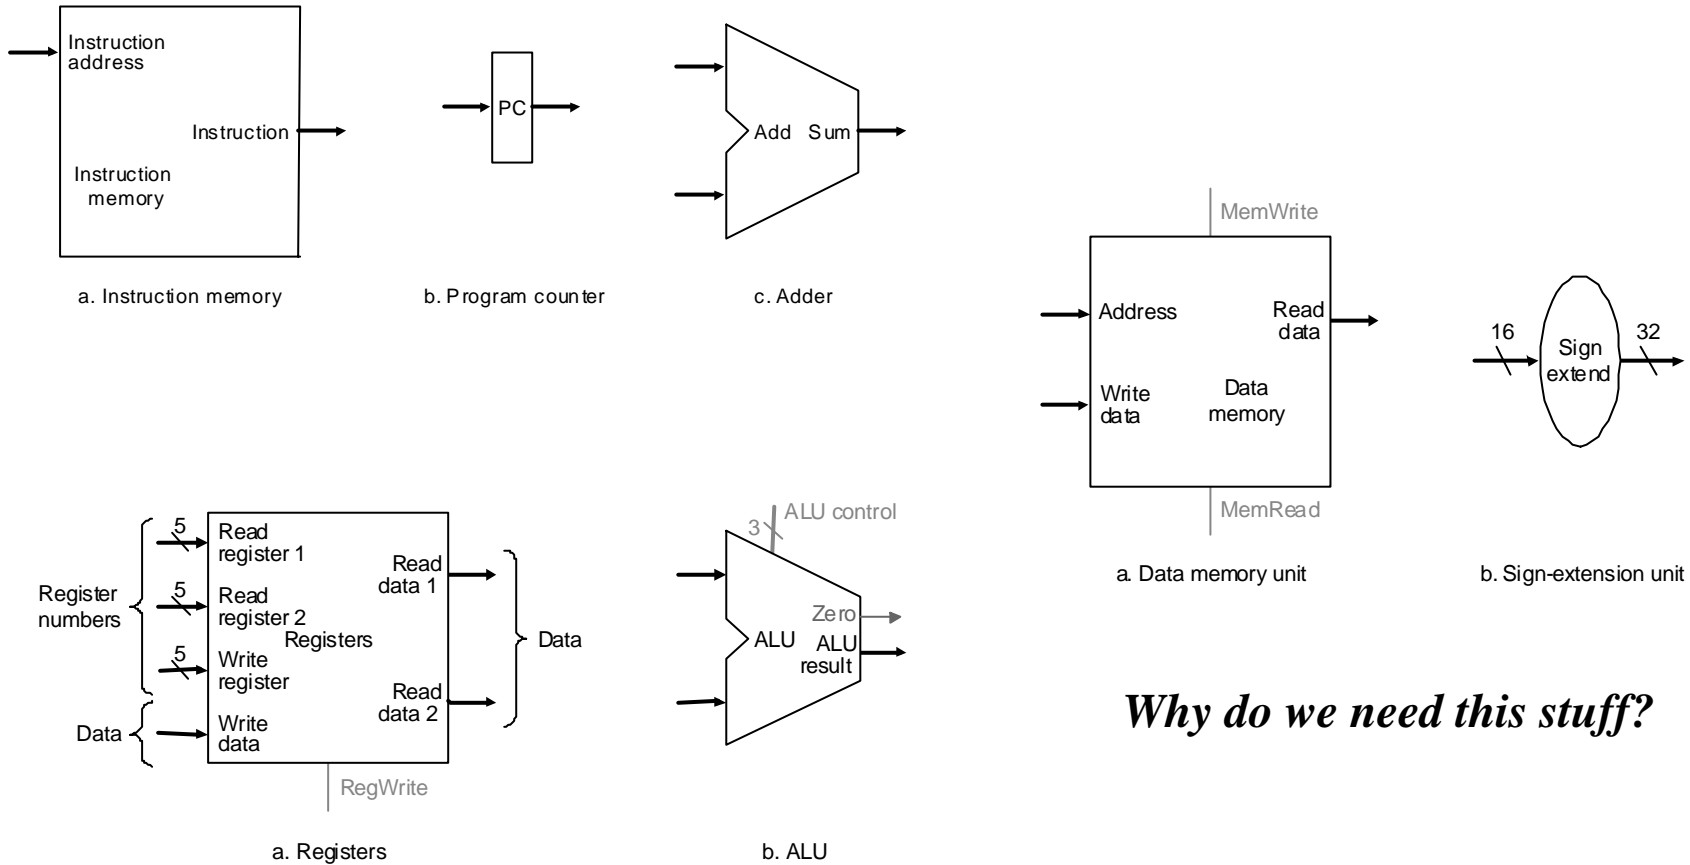 Instruction
address
Instruction
Instruction
memory
a. Instruction memory
PC
b. Program counter
Add Sum
c. Adder
MemWrite
Address
Read
data
Write
data
Data
memory
MemRead
a. Data memory unit
16
Sign
extend
32
b. Sign-extension unit
Register
numbers
Data
5
Read
register 1
5
Read
register 2
Registers
5
Write
register
Write
data
Read
data 1
Read
data 2
Data
RegWrite
a. Registers
3
ALU control
Zero
ALU
ALU
result
b. ALU
Why do we need this stuff?